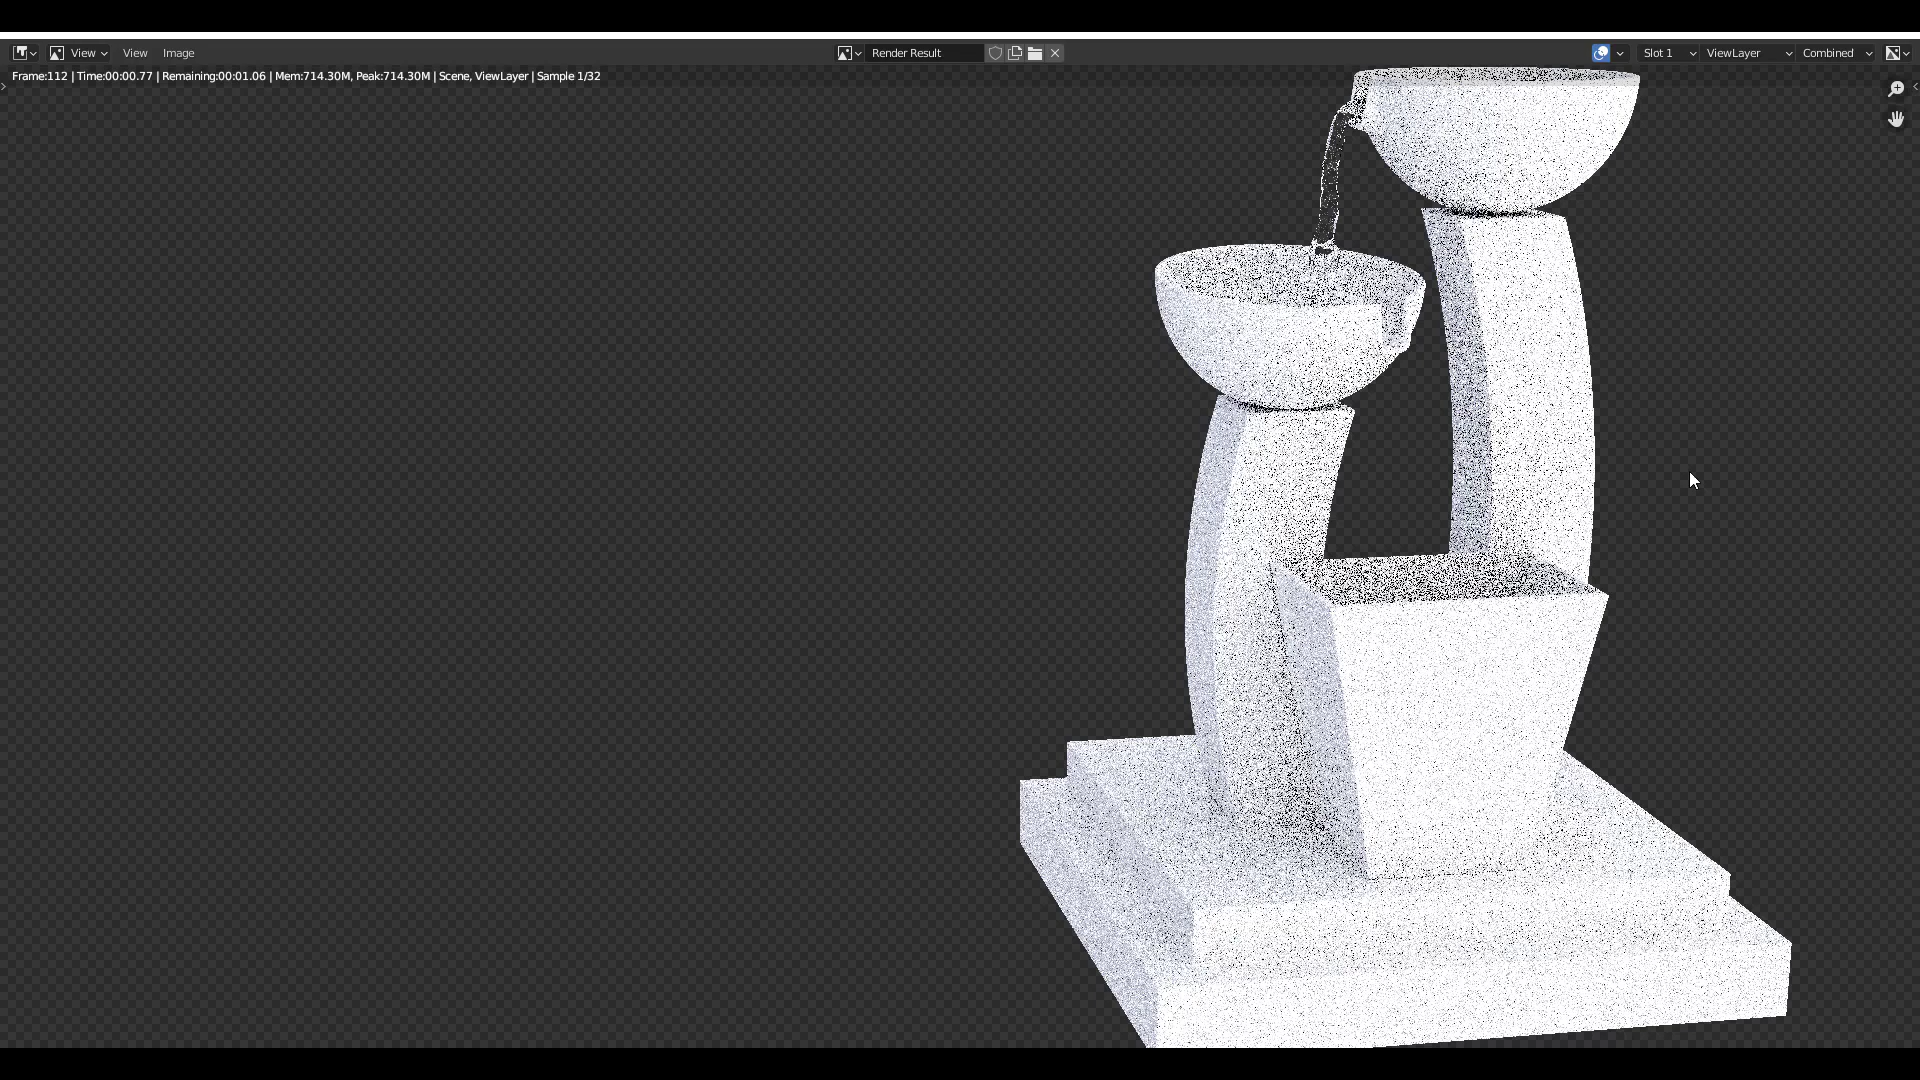 View View Image Render Result Slot 1 ViewLayer Combined
Frame:112 | Time:00:00.77 | Remaining:00:01.06 | Mem:714.30M, Peak:714.30M | Scene, ViewLayer | Sample 1/32